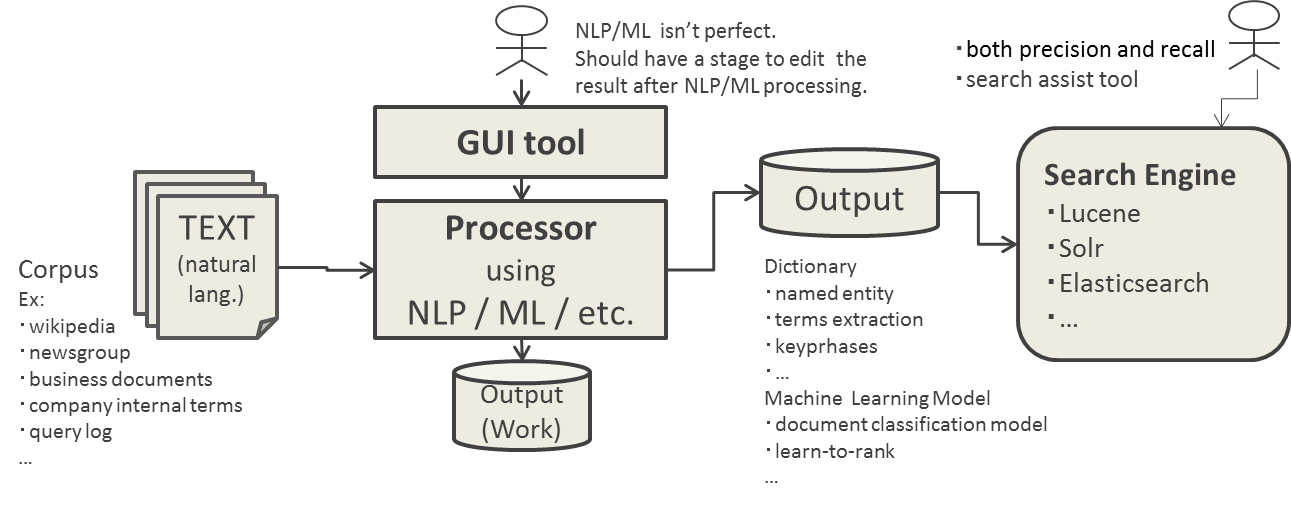 NLP/ML isn’t perfect.
Should have a stage to edit the
result after NLP/ML processing.
・both precision and recall
・search assist tool
GUI tool
TEXT
(natural
lang.)
Corpus
Ex:
・wikipedia
・newsgroup
・business documents
・company internal terms
・query log
...
Processor
using
NLP / ML / etc.
Output
(Work)
Output
Dictionary
・named entity
・terms extraction
・keyprhases
・...
Machine Learning Model
・document classification model
・learn-to-rank
...
Search Engine
・Lucene
・Solr
・Elasticsearch
・...